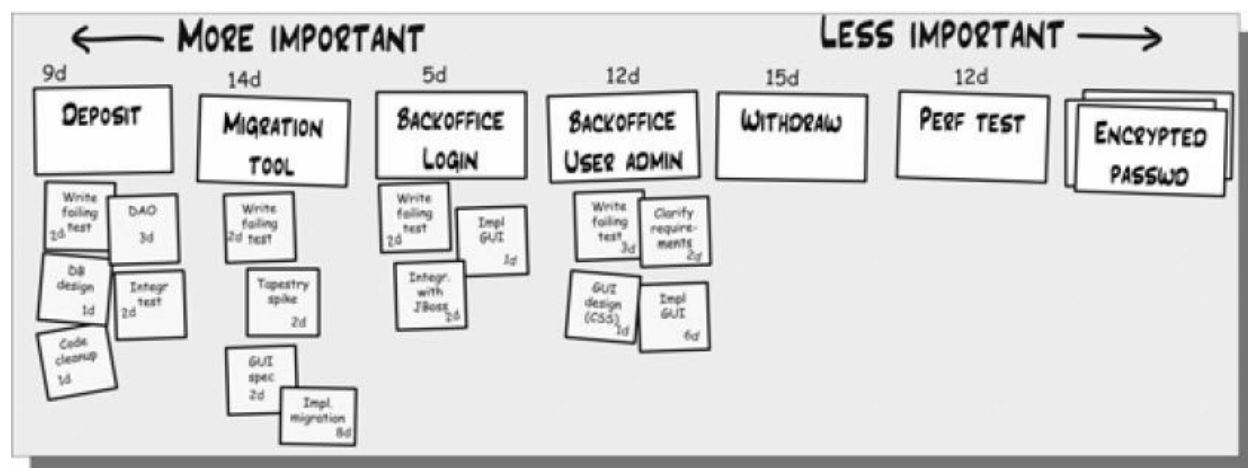 MORE IMPORTANT
LESS IMPORTANT
9d
DEPOSIT
Write
failing
test
2d
DAO
3d
DB
design
1d
Integr
test
2d
Code
cleanup
1d
14d
MIGRATION
TOOL
Write
failing
test
2d
Tapestry
spike
2d
GUI
spec
2d
Impl.
migration
8d
5d
BACKOFFICE
LOGIN
Write
failing
test
2d
Impl
GUI
1d
Integr.
with
JBoss
2d
12d
BACKOFFICE
USER ADMIN
Write
failing
test
3d
Clarify
require-
ments
2d
GUI
design
(CSS)
1d
Impl
GUI
6d
15d
WITHDRAW
12d
PERF TEST
ENCRYPTED
PASSWD